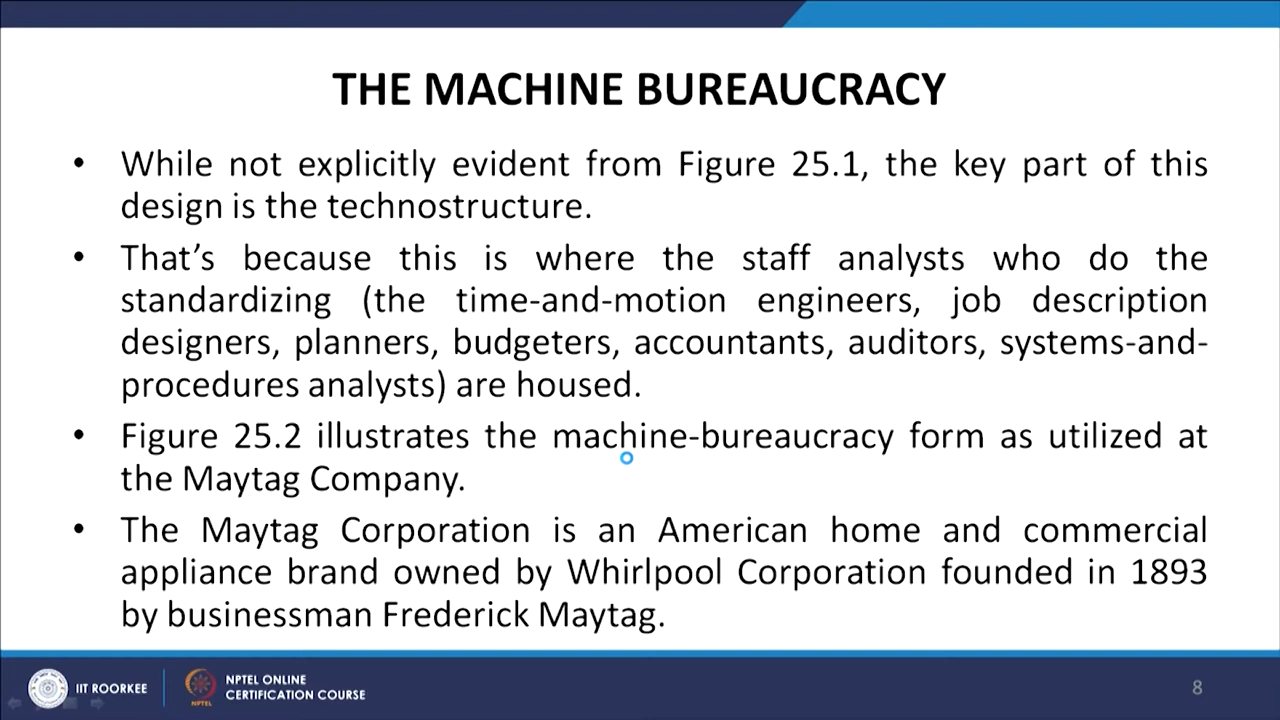 THE MACHINE BUREAUCRACY
• While not explicitly evident from Figure 25.1, the key part of this
design is the technostructure.
• That’s because this is where the staff analysts who do the
standardizing (the time-and-motion engineers, job description
designers, planners, budgeters, accountants, auditors, systems-and-
procedures analysts) are housed.
• Figure 25.2 illustrates the machine-bureaucracy form as utilized at
the Maytag Company.
• The Maytag Corporation is an American home and commercial
appliance brand owned by Whirlpool Corporation founded in 1893
by businessman Frederick Maytag.
IIT ROORKEE
NPTEL
NPTEL ONLINE
CERTIFICATION COURSE
8